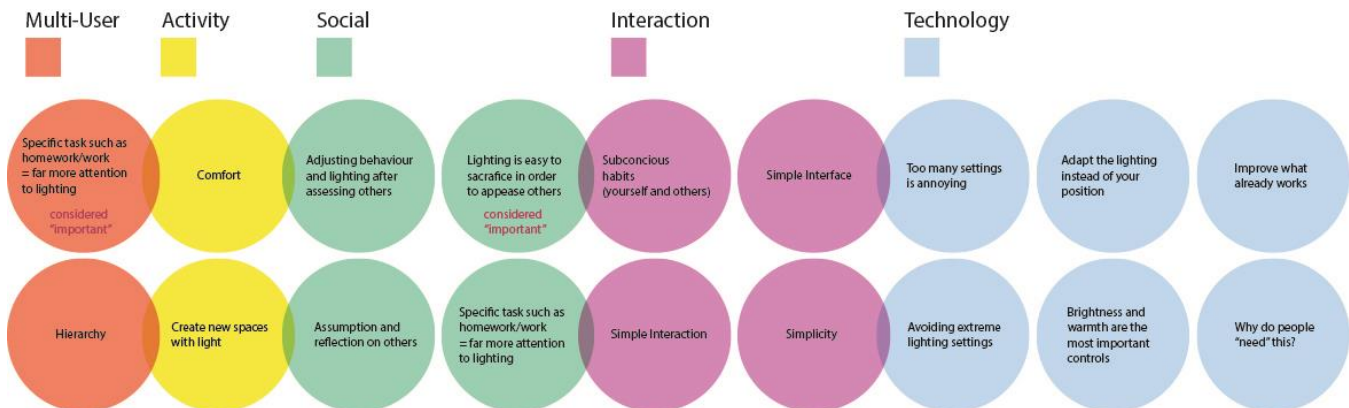 Multi-User
Activity
Social
Interaction
Technology
Specific task such as
homework/work
= far more attention
to lighting
considered
"important"
Comfort
Adjusting behaviour
and lighting after
assessing others
Lighting is easy to
sacrafice in order
to appease others
considered
"important"
Subconcious
habits
(yourself and others)
Simple Interface
Too many settings
is annoying
Adapt the lighting
instead of your
position
Improve what
already works
Hierarchy
Create new spaces
with light
Assumption and
reflection on others
Specific task such as
homework/work
= far more attention
to lighting
Simple Interaction
Simplicity
Avoiding extreme
lighting settings
Brightness and
warmth are the
most important
controls
Why do people
"need" this?